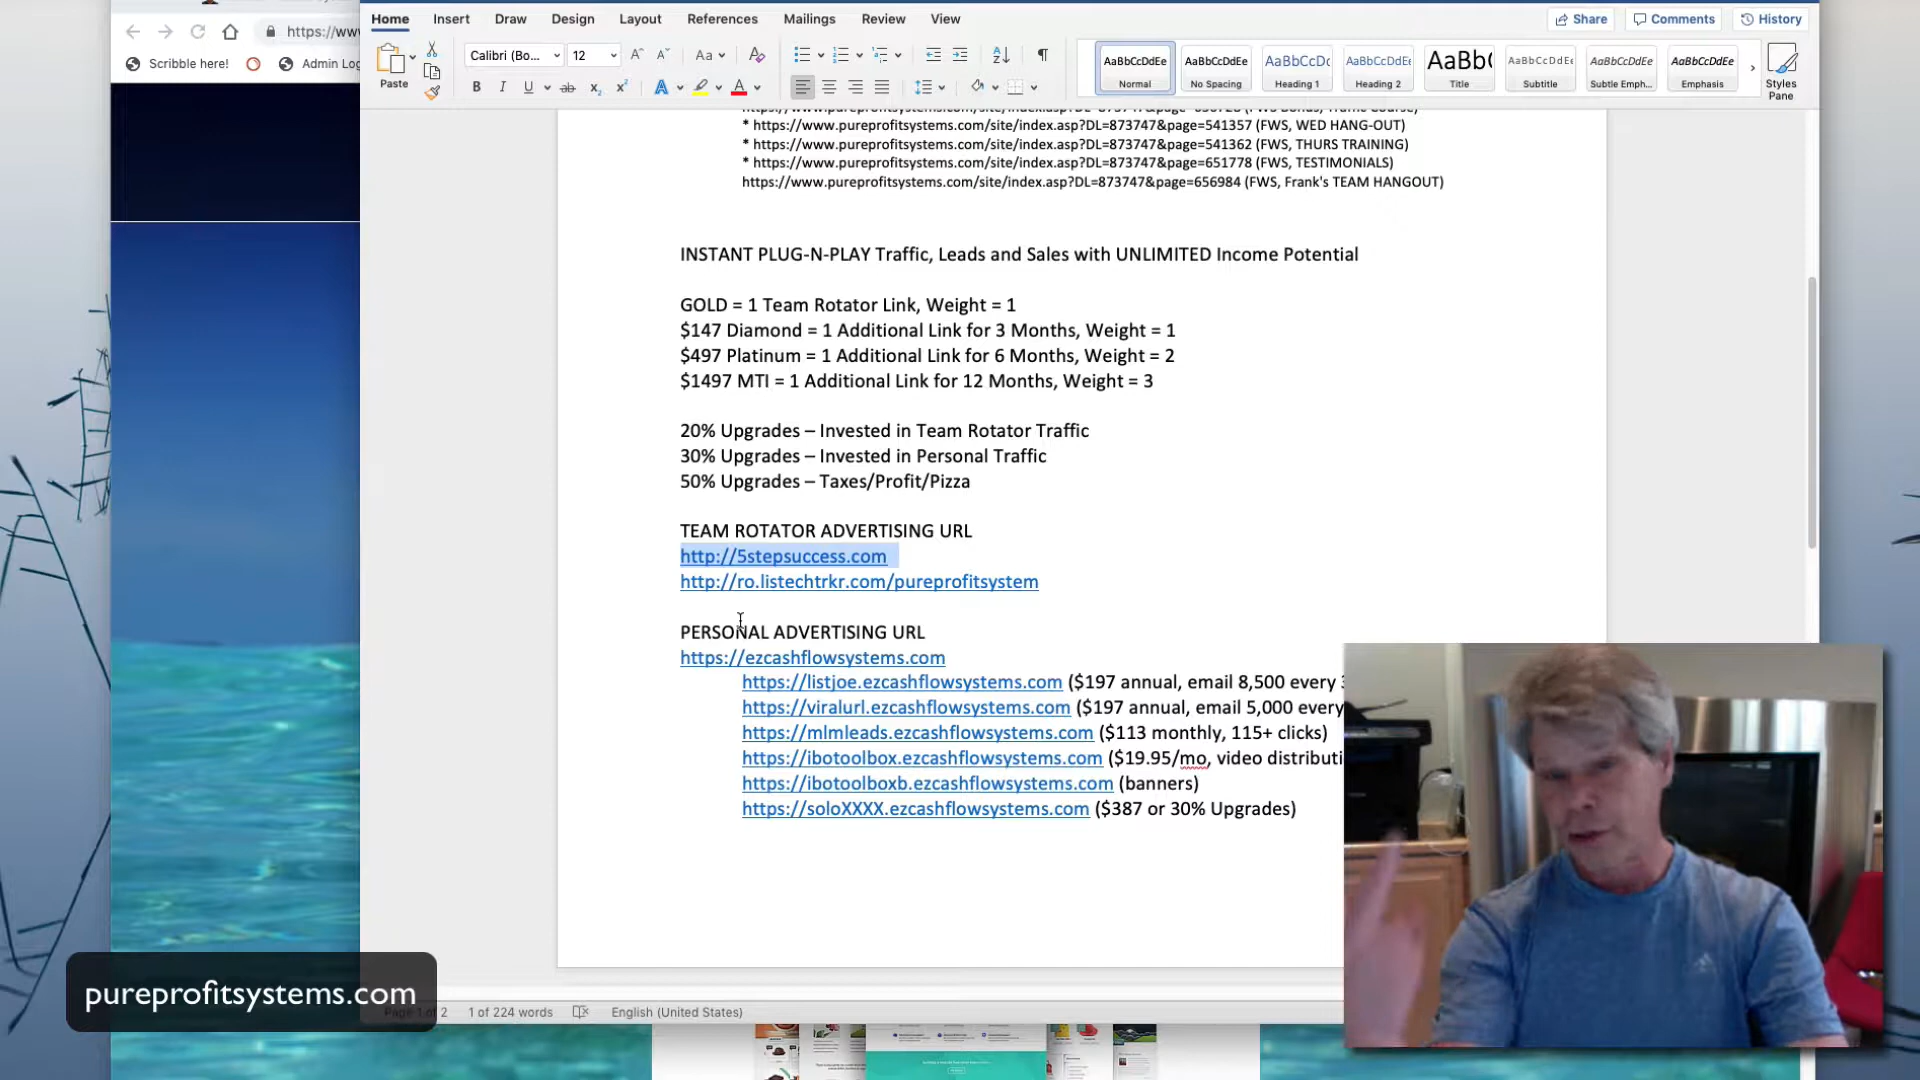 Home Insert Draw Design Layout References Mailings Review View Share Comments History
https://ww
Scribble here! Admin Log
Paste
Calibri (Bo... 12
AaBbCcDdEe Normal
AaBbCcDdEe No Spacing
AaBbCcDc Heading 1
AaBbCcDdEe Heading 2
AaBbC Title
AaBbCcDdEe Subtitle
AaBbCcDdEe Subtle Emph...
AaBbCcDdEe Emphasis
Styles Pane
* https://www.pureprofitsystems.com/site/index.asp?DL=873747&page=541357 (FWS, WED HANG-OUT)
* https://www.pureprofitsystems.com/site/index.asp?DL=873747&page=541362 (FWS, THURS TRAINING)
* https://www.pureprofitsystems.com/site/index.asp?DL=873747&page=651778 (FWS, TESTIMONIALS)
https://www.pureprofitsystems.com/site/index.asp?DL=873747&page=656984 (FWS, Frank's TEAM HANGOUT)
INSTANT PLUG-N-PLAY Traffic, Leads and Sales with UNLIMITED Income Potential
GOLD = 1 Team Rotator Link, Weight = 1
$147 Diamond = 1 Additional Link for 3 Months, Weight = 1
$497 Platinum = 1 Additional Link for 6 Months, Weight = 2
$1497 MTI = 1 Additional Link for 12 Months, Weight = 3
20% Upgrades – Invested in Team Rotator Traffic
30% Upgrades – Invested in Personal Traffic
50% Upgrades – Taxes/Profit/Pizza
TEAM ROTATOR ADVERTISING URL
http://5stepsuccess.com
http://ro.listechtrkr.com/pureprofitsystem
PERSONAL ADVERTISING URL
https://ezcashflowsystems.com
https://listjoe.ezcashflowsystems.com ($197 annual, email 8,500 every
https://viralurl.ezcashflowsystems.com ($197 annual, email 5,000 every
https://mlmleads.ezcashflowsystems.com ($113 monthly, 115+ clicks)
https://ibotoolbox.ezcashflowsystems.com ($19.95/mo, video distributi
https://ibotoolboxb.ezcashflowsystems.com (banners)
https://soloXXXX.ezcashflowsystems.com ($387 or 30% Upgrades)
pureprofitsystems.com
Page 1 of 2 1 of 224 words English (United States)